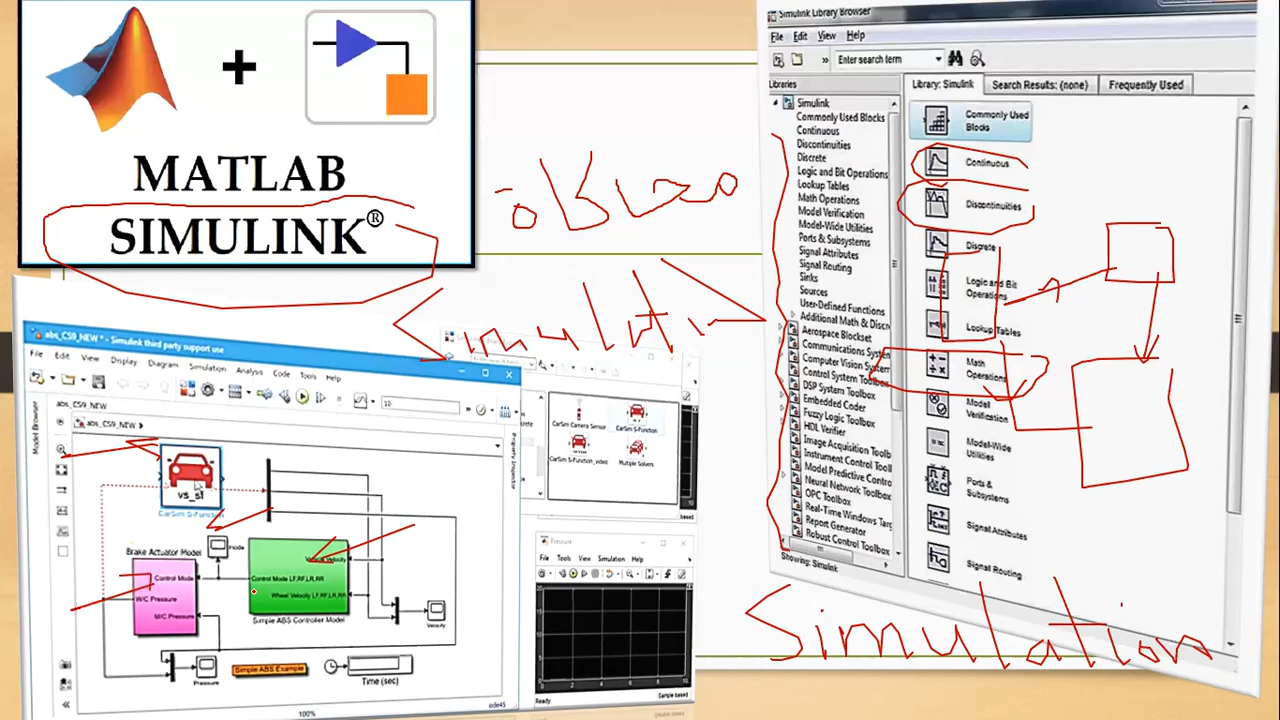 MATLAB
SIMULINK®
محاكاة
Simulatin
Simulink Library Browser
File Edit View Help
Enter search term
Libraries
Library: Simulink
Search Results: (none)
Frequently Used
Simulink
Commonly Used Blocks
Continuous
Discontinuities
Discrete
Logic and Bit Operations
Lookup Tables
Math Operations
Model Verification
Model-Wide Utilities
Ports & Subsystems
Signal Attributes
Signal Routing
Sinks
Sources
User-Defined Functions
Additional Math & Discr
Aerospace Blockset
Communications System
Computer Vision System
Control System Toolbox
DSP System Toolbox
Embedded Coder
Fuzzy Logic Toolbox
HDL Verifier
Image Acquisition Toolbox
Instrument Control Toolb
Model Predictive Control
Neural Network Toolbox
OPC Toolbox
Real-Time Windows Targ
Report Generator
Robust Control Toolbox
Showing: Simulink
Commonly Used
Blocks
Continuous
Discontinuities
Discrete
Logic and Bit
Operations
Lookup Tables
Math
Operations
Model
Verification
Model-Wide
Utilities
Ports &
Subsystems
Signal Attributes
Signal Routing
Simulation
abs_CS9_NEW * - Simulink third party support use
File Edit View Display Diagram Simulation Analysis Code Tools Help
10
abs_CS9_NEW
abs_CS9_NEW
Model Browser
Property Inspector
vs_sf
CarSim S-Function
Brake Actuator Model
mode
Control Mode
W/C Pressure
M/C Pressure
Vehicle Velocity
Control Mode LF,RF,LR,RR
Wheel Velocity LF,RF,LR,RR
Simple ABS Controller Model
Velocity
Pressure
Simple ABS Example
Time (sec)
100%
ode45
CarSim Camera Sensor
CarSim S-Function
CarSim S-Function_video
Multiple Solvers
Pressure
File Tools View Simulation Help
Ready
Sample based